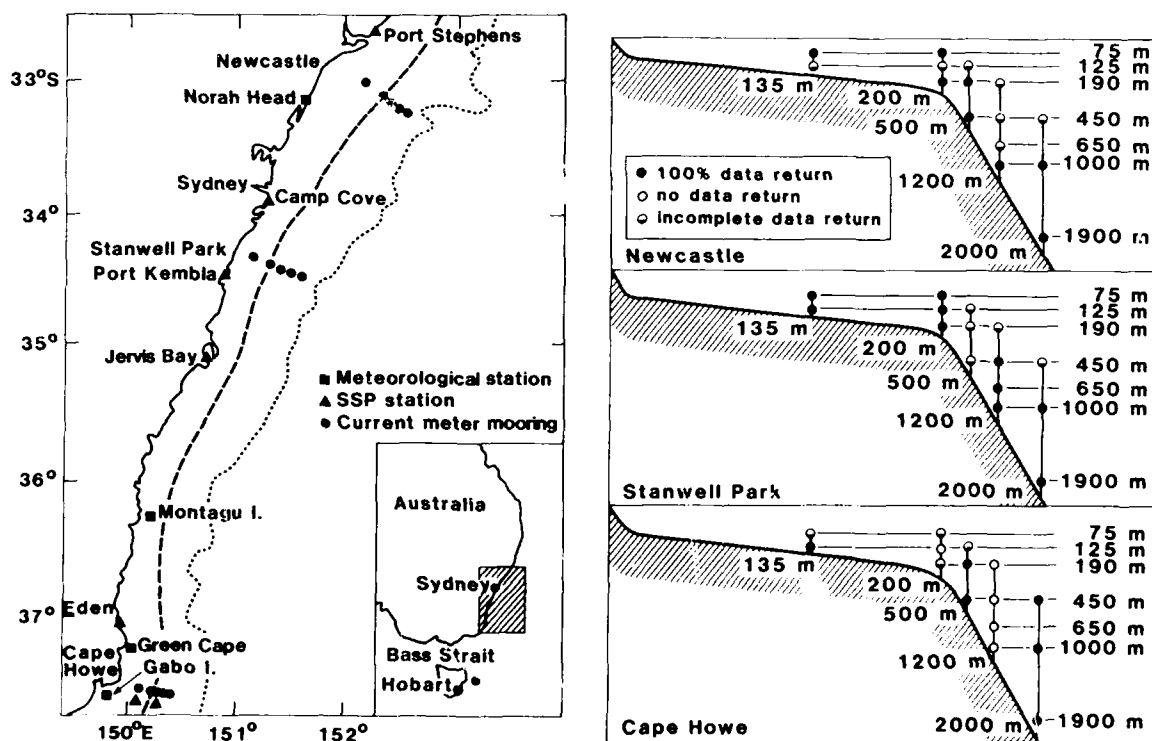 Port Stephens
Newcastle
33°S
Norah Head
Sydney
Camp Cove
34°
Stanwell Park
Port Kembla
35°
Jervis Bay
■ Meteorological station
▲ SSP station
● Current meter mooring
36°
Montagu I.
Australia
Sydney
Bass Strait
Hobart
37°
Eden
Green Cape
Cape
Howe
Gabo I.
150°E
151°
152°
75 m
125 m
190 m
450 m
650 m
1000 m
1900 m
135 m
200 m
500 m
1200 m
2000 m
● 100% data return
○ no data return
◒ incomplete data return
Newcastle
75 m
125 m
190 m
450 m
650 m
1000 m
1900 m
135 m
200 m
500 m
1200 m
2000 m
Stanwell Park
75 m
125 m
190 m
450 m
650 m
1000 m
1900 m
135 m
200 m
500 m
1200 m
2000 m
Cape Howe